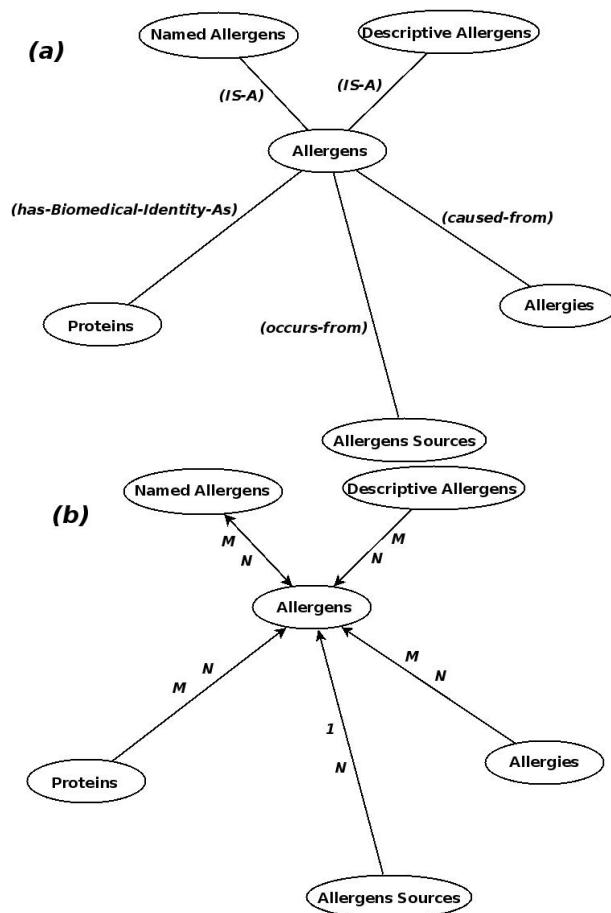 (a)
Named Allergens
Descriptive Allergens
(IS-A)
(IS-A)
Allergens
(has-Biomedical-Identity-As)
(caused-from)
Proteins
(occurs-from)
Allergies
Allergens Sources
(b)
Named Allergens
Descriptive Allergens
M
N
M
N
Allergens
M
N
M
N
1
N
Proteins
Allergies
Allergens Sources